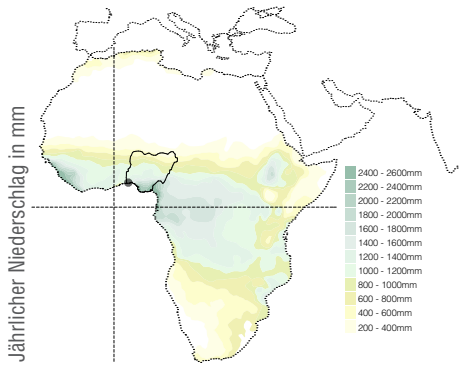 Jährlicher Niederschlag in mm
2400 - 2600mm
2200 - 2400mm
2000 - 2200mm
1800 - 2000mm
1600 - 1800mm
1400 - 1600mm
1200 - 1400mm
1000 - 1200mm
800 - 1000mm
600 - 800mm
400 - 600mm
200 - 400mm